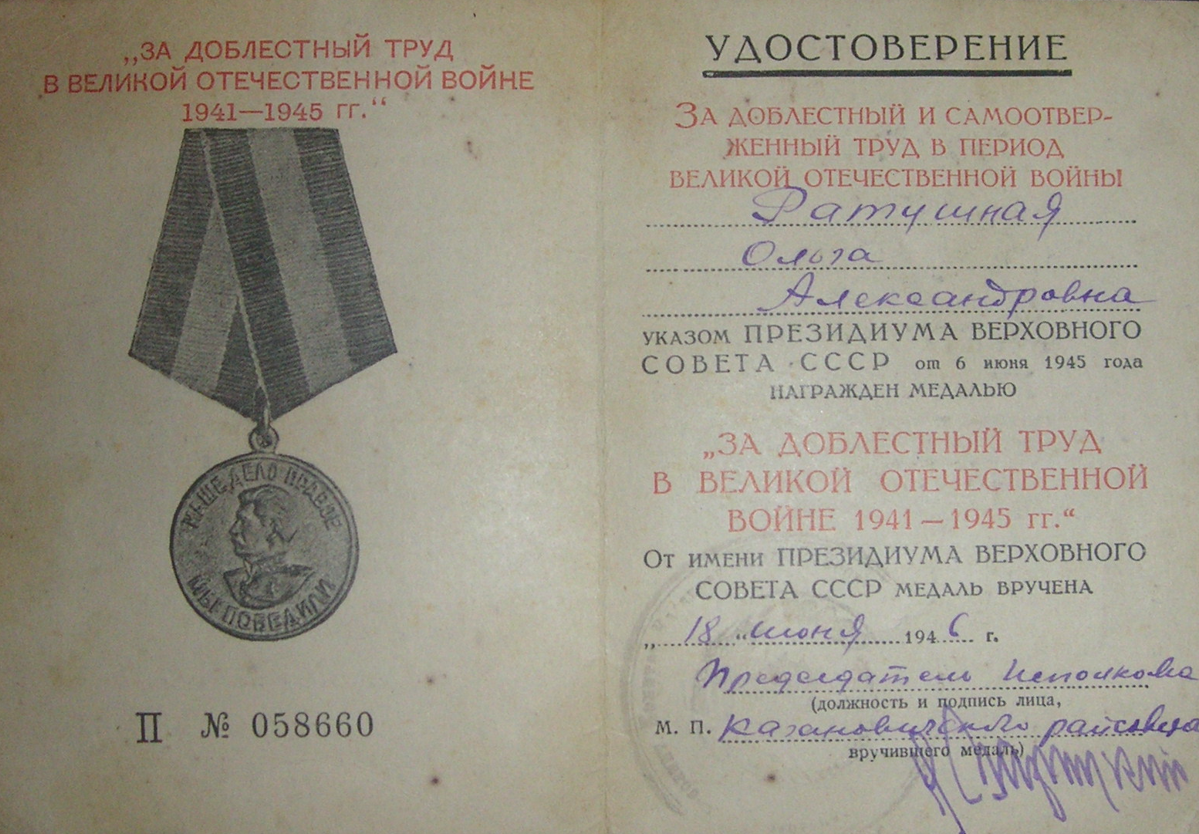 „ЗА ДОБЛЕСТНЫЙ ТРУД
В ВЕЛИКОЙ ОТЕЧЕСТВЕННОЙ ВОЙНЕ
1941—1945 ГГ.“
НАШЕ ДЕЛО ПРАВОЕ
МЫ ПОБЕДИЛИ
П № 058660
УДОСТОВЕРЕНИЕ
ЗА ДОБЛЕСТНЫЙ И САМООТВЕР-
ЖЕННЫЙ ТРУД В ПЕРИОД
ВЕЛИКОЙ ОТЕЧЕСТВЕННОЙ ВОЙНЫ
Ратушная
Ольга
Александровна
УКАЗОМ ПРЕЗИДИУМА ВЕРХОВНОГО
СОВЕТА СССР от 6 июня 1945 года
НАГРАЖДЕН МЕДАЛЬЮ
„ЗА ДОБЛЕСТНЫЙ ТРУД
В ВЕЛИКОЙ ОТЕЧЕСТВЕННОЙ
ВОЙНЕ 1941—1945 гг.“
ОТ ИМЕНИ ПРЕЗИДИУМА ВЕРХОВНОГО
СОВЕТА СССР МЕДАЛЬ ВРУЧЕНА
„18 „ июня 1946 г.
Председатель Исполкома
(должность и подпись лица,
М. П. Кагановичского райсовета
вручившего медаль)